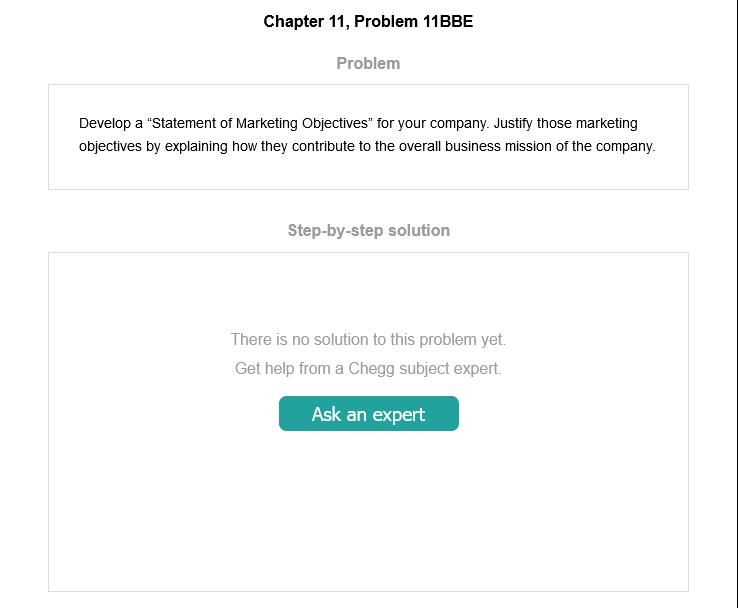 Chapter 11, Problem 11BBE
Problem
Develop a “Statement of Marketing Objectives” for your company. Justify those marketing
objectives by explaining how they contribute to the overall business mission of the company.
Step-by-step solution
There is no solution to this problem yet.
Get help from a Chegg subject expert.
Ask an expert